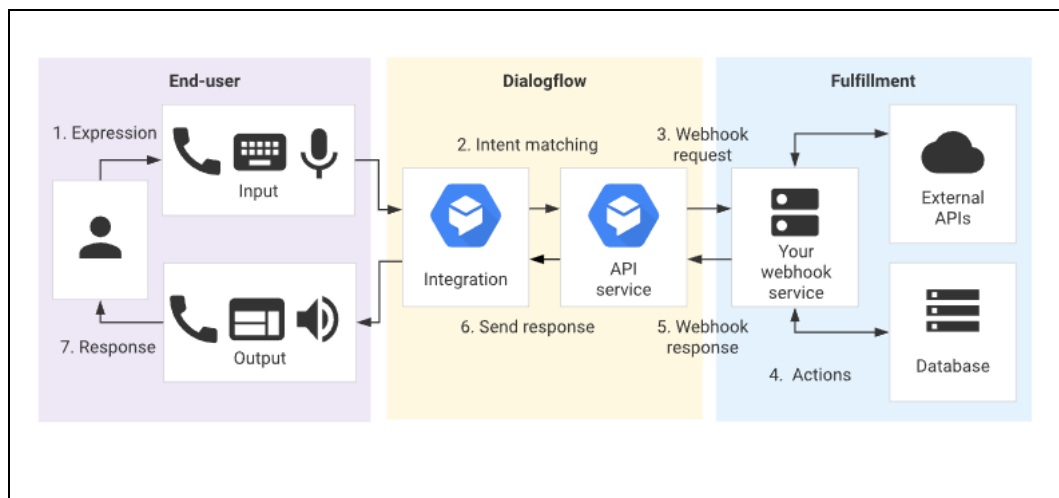 End-user
Dialogflow
Fulfillment
1. Expression
Input
2. Intent matching
3. Webhook
request
External
APIs
Integration
API
service
Your
webhook
service
7. Response
Output
6. Send response
5. Webhook
response
4. Actions
Database